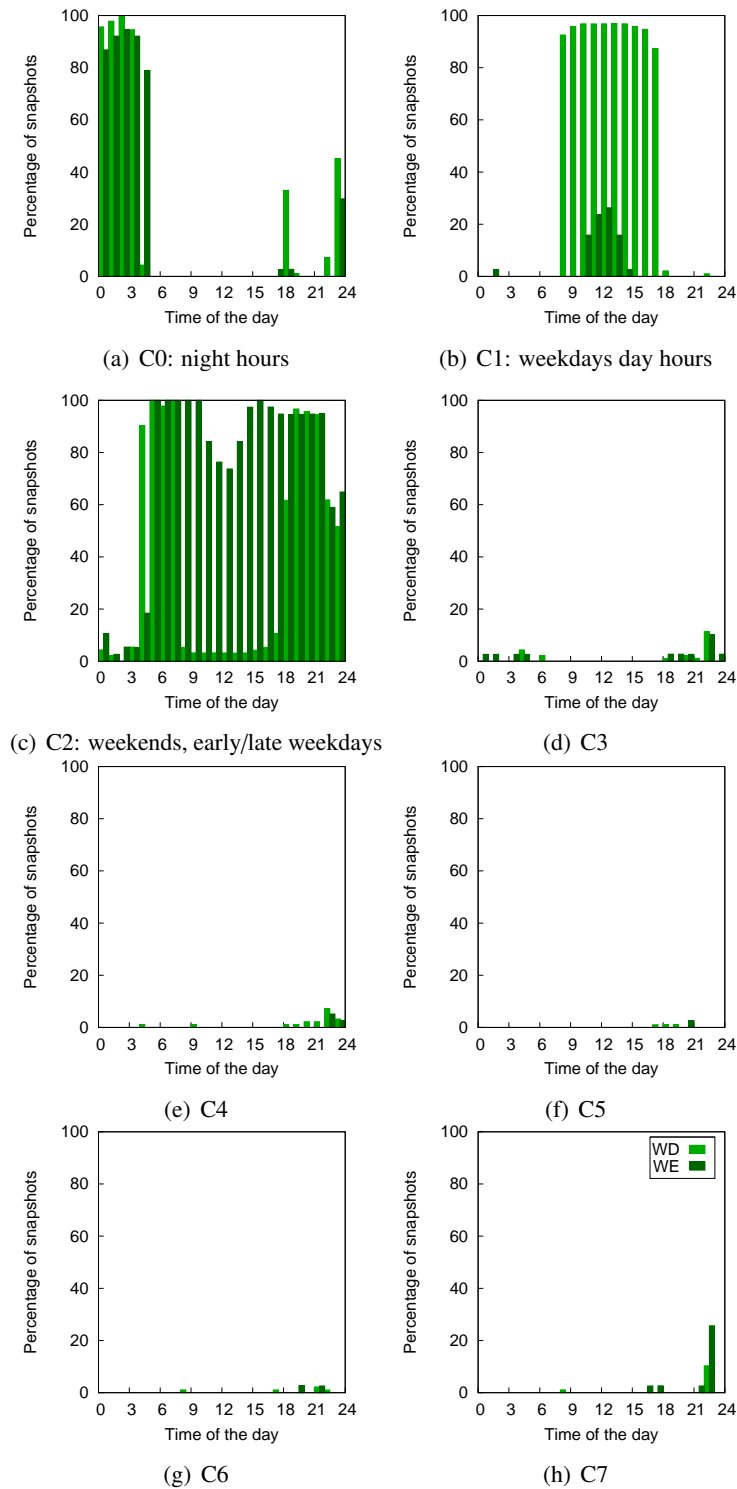 100
80
60
40
20
0
Percentage of snapshots
0 3 6 9 12 15 18 21 24
Time of the day
(a) C0: night hours
100
80
60
40
20
0
Percentage of snapshots
0 3 6 9 12 15 18 21 24
Time of the day
(b) C1: weekdays day hours
100
80
60
40
20
0
Percentage of snapshots
0 3 6 9 12 15 18 21 24
Time of the day
(c) C2: weekends, early/late weekdays
100
80
60
40
20
0
Percentage of snapshots
0 3 6 9 12 15 18 21 24
Time of the day
(d) C3
100
80
60
40
20
0
Percentage of snapshots
0 3 6 9 12 15 18 21 24
Time of the day
(e) C4
100
80
60
40
20
0
Percentage of snapshots
0 3 6 9 12 15 18 21 24
Time of the day
(f) C5
100
80
60
40
20
0
Percentage of snapshots
0 3 6 9 12 15 18 21 24
Time of the day
(g) C6
100
80
60
40
20
0
Percentage of snapshots
WD
WE
0 3 6 9 12 15 18 21 24
Time of the day
(h) C7